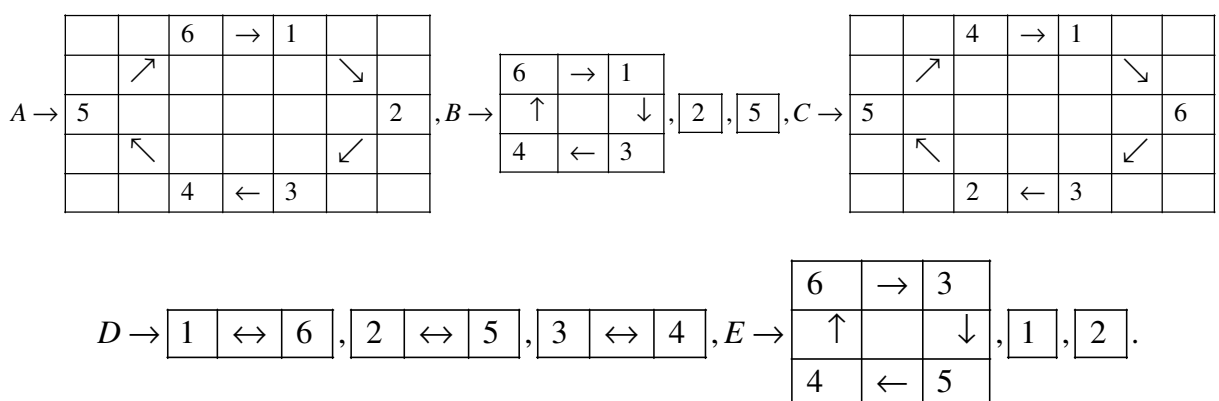 6 → 1
↗ ↘
A → 5 2
↖ ↙
4 ← 3
, B →
6 → 1
↑ ↓
4 ← 3
, 2 , 5 , C →
4 → 1
↗ ↘
5 6
↖ ↙
2 ← 3
D → 1 ↔ 6 , 2 ↔ 5 , 3 ↔ 4 , E →
6 → 3
↑ ↓
4 ← 5
, 1 , 2 .